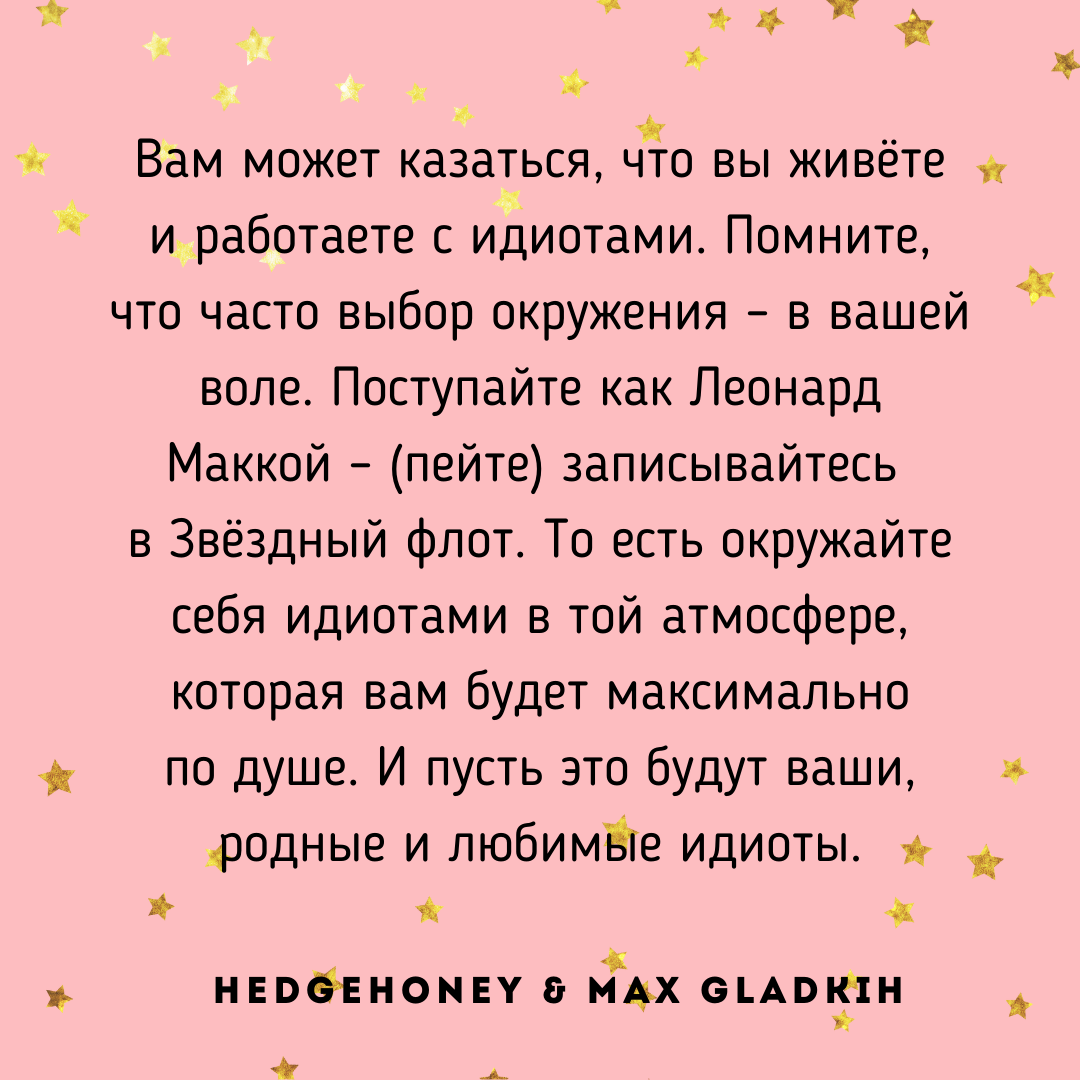 Вам может казаться, что вы живёте
и работаете с идиотами. Помните,
что часто выбор окружения – в вашей
воле. Поступайте как Леонард
Маккой – (пейте) записывайтесь
в Звёздный флот. То есть окружайте
себя идиотами в той атмосфере,
которая вам будет максимально
по душе. И пусть это будут ваши,
родные и любимые идиоты.
HEDGEHONEY & MAX GLADKIH